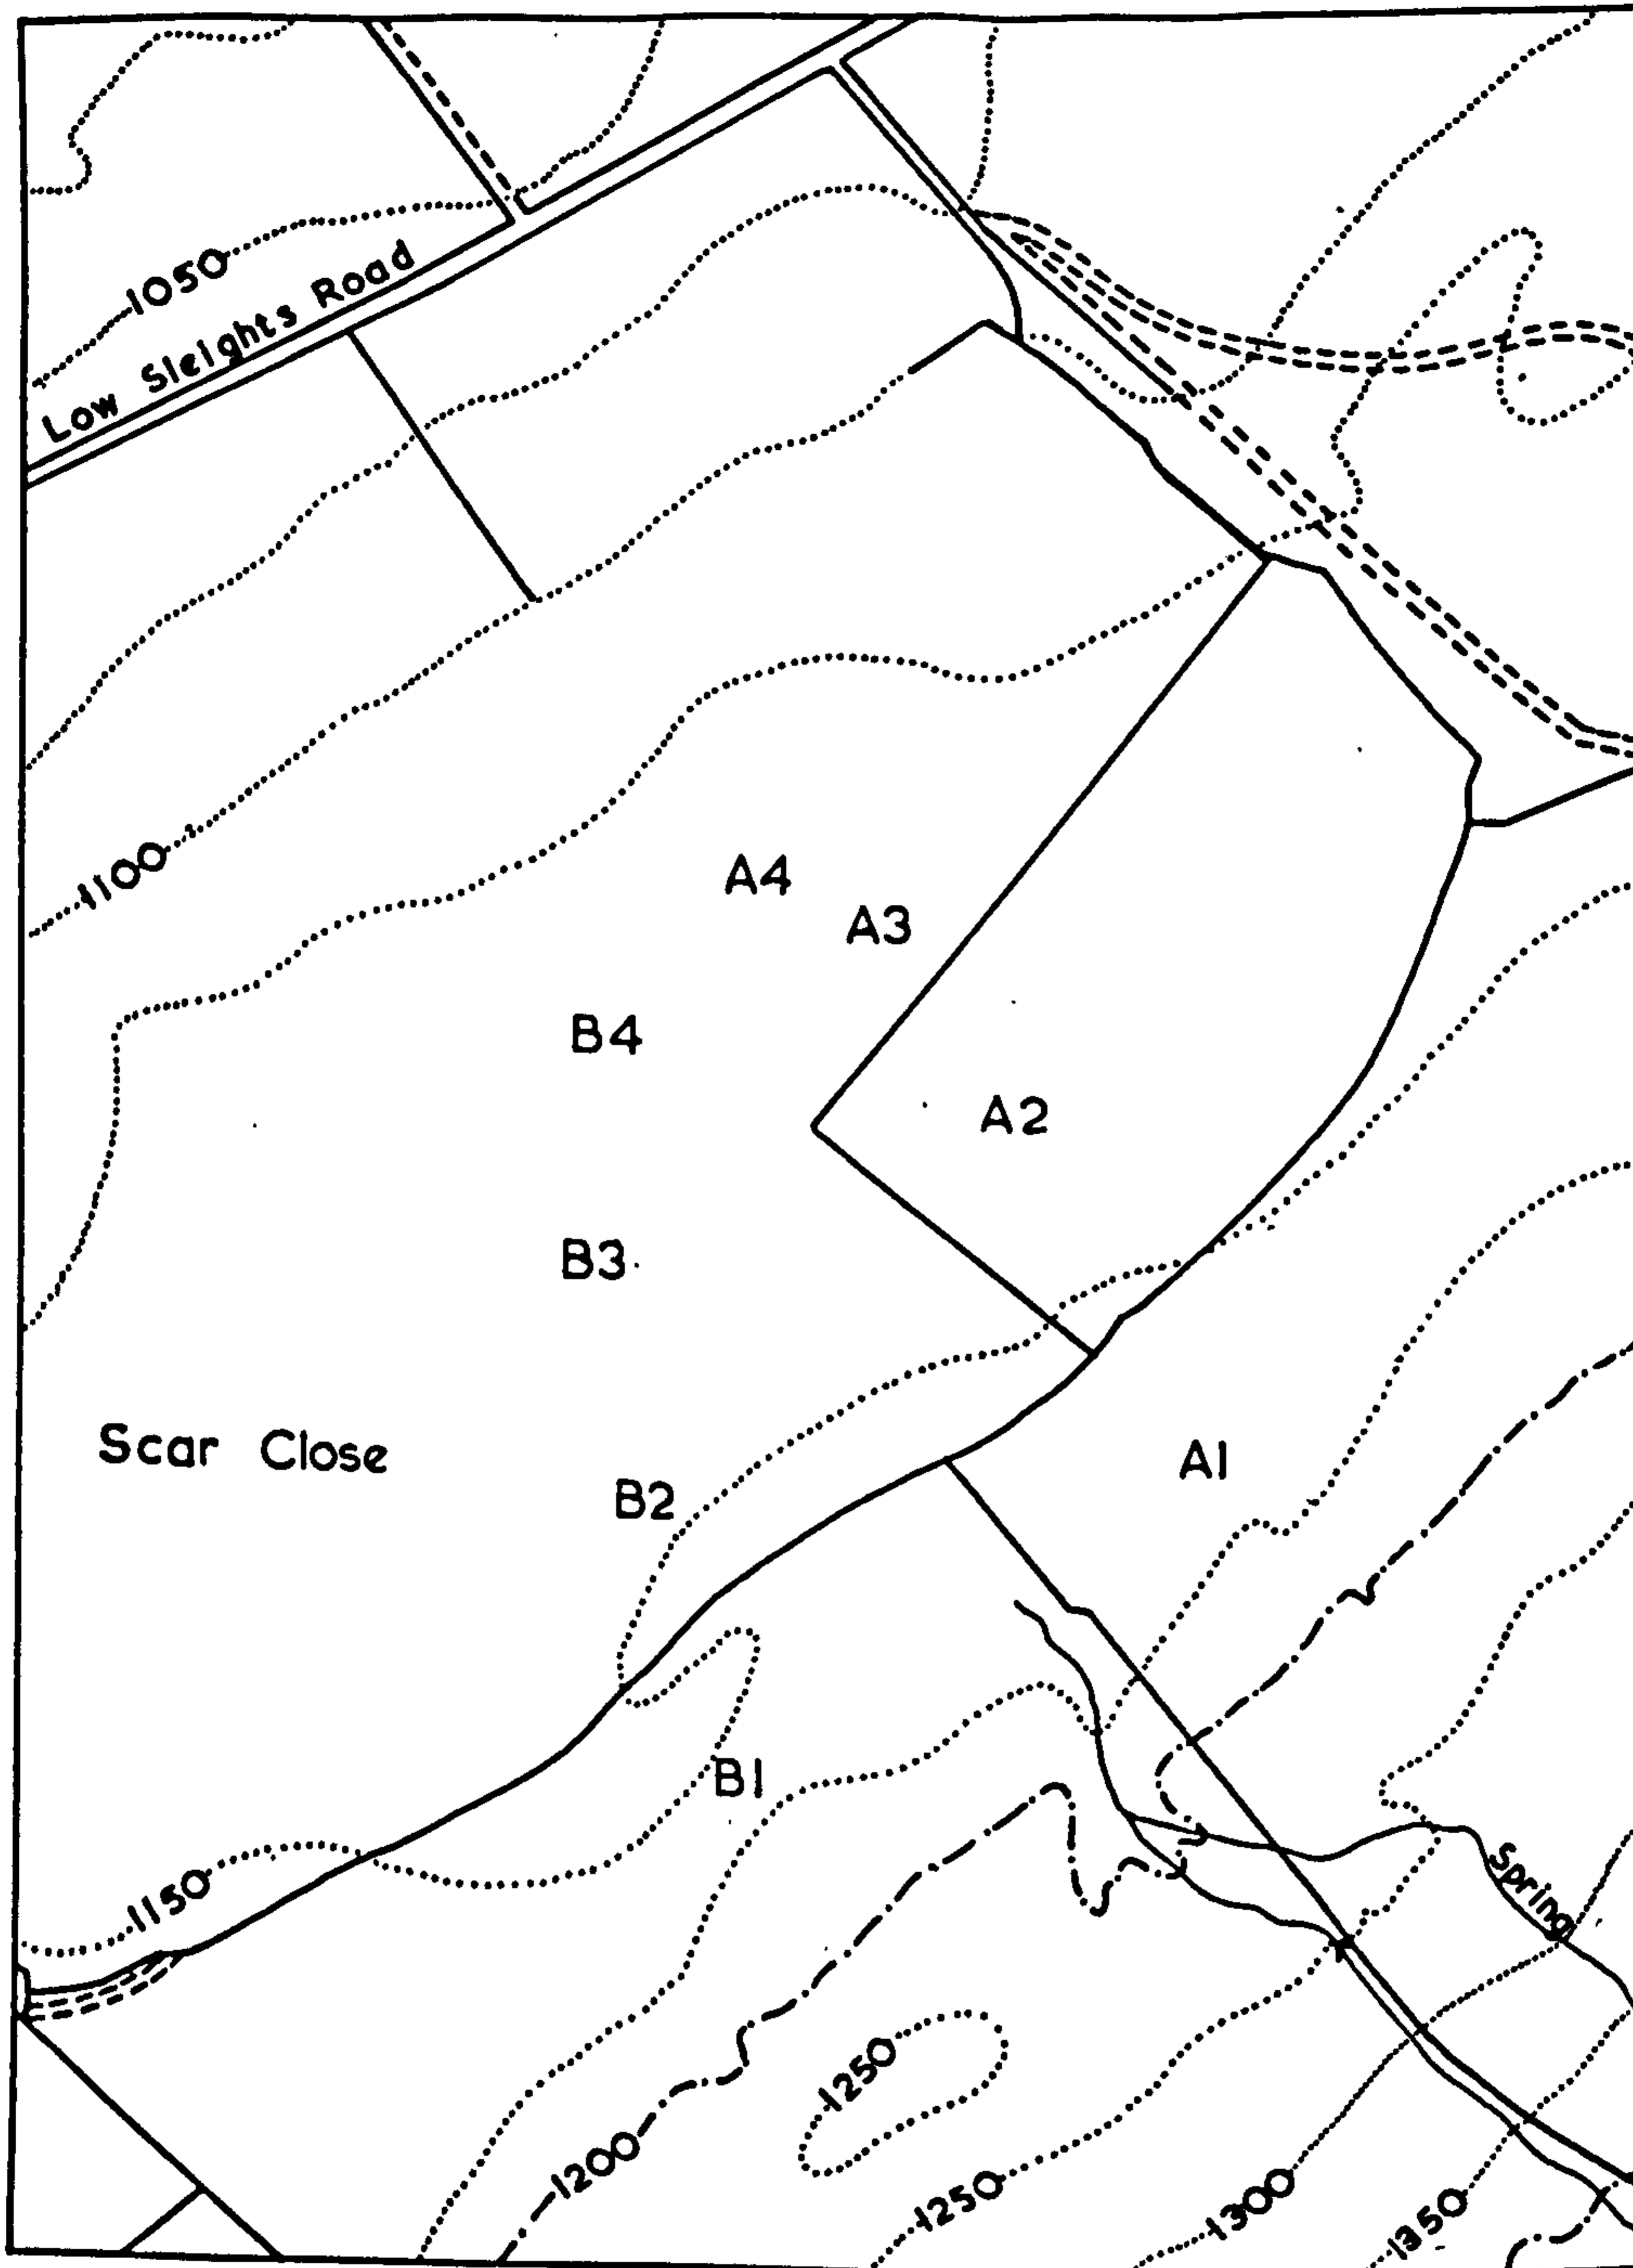 1050
Low Sleights Road
1100
A4
A3
B4
A2
B3
Scar Close
A1
B2
B1
1150
Spring
1250
1200
1250
1300
1350